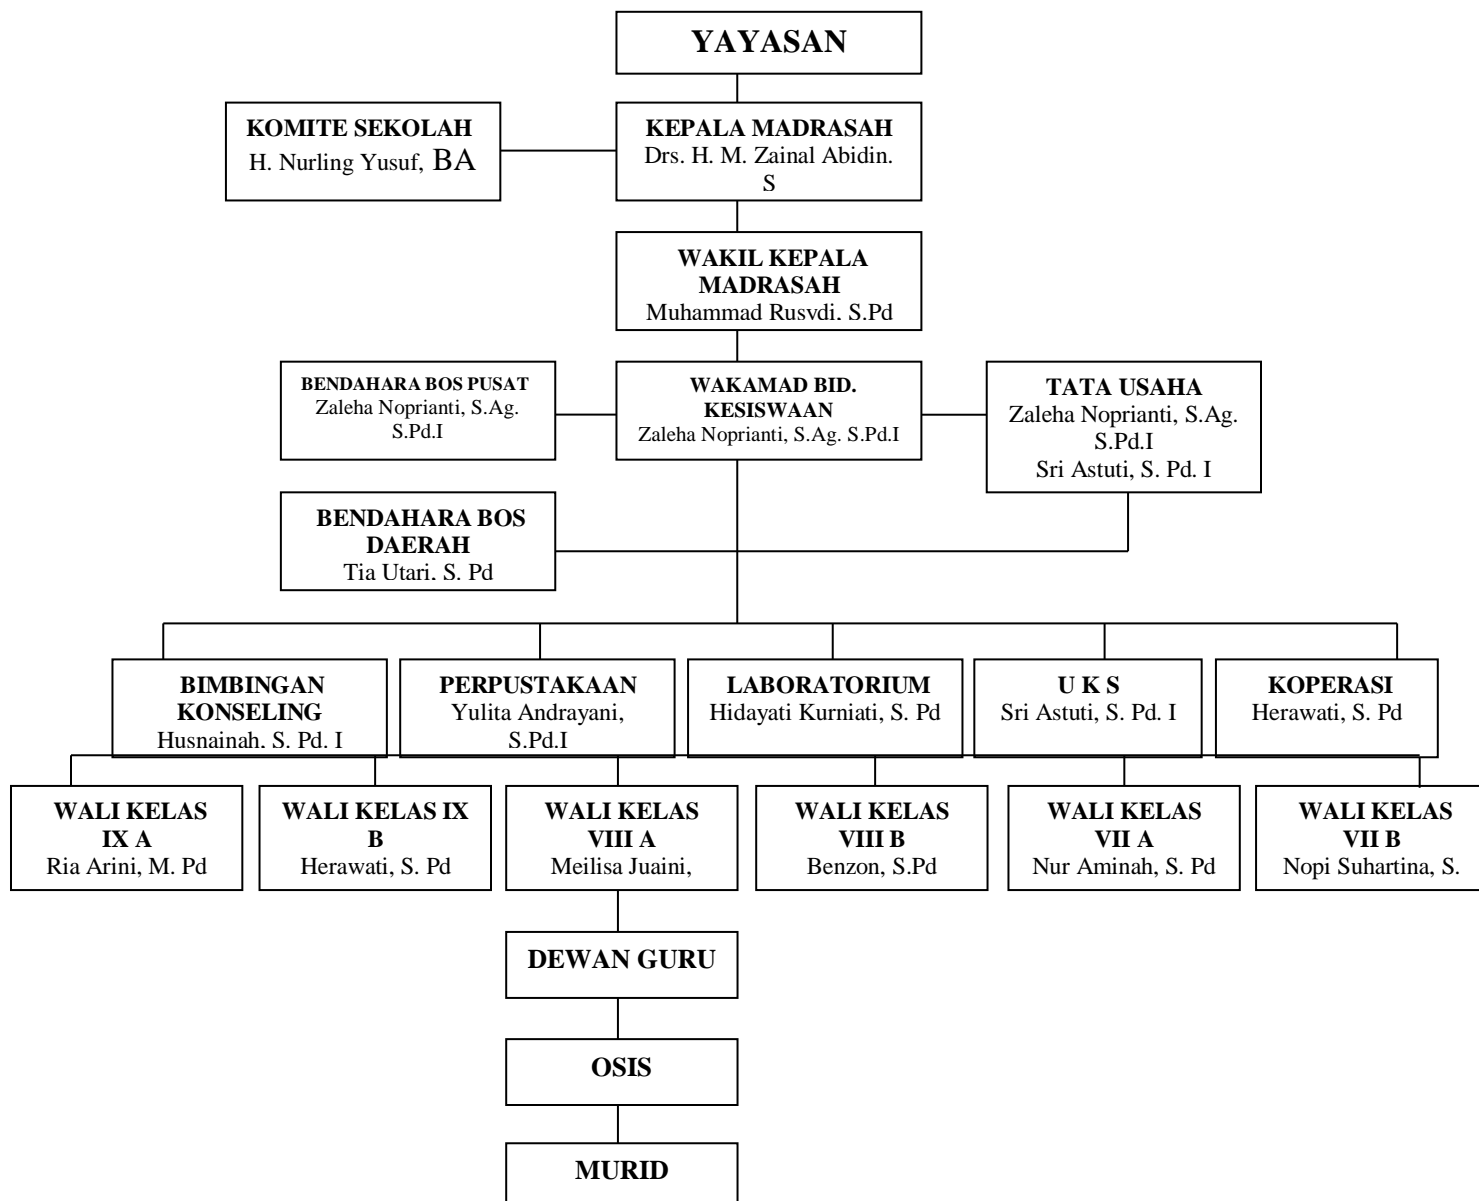 YAYASAN
KOMITE SEKOLAH
H. Nurling Yusuf, BA
KEPALA MADRASAH
Drs. H. M. Zainal Abidin.
S
WAKIL KEPALA
MADRASAH
Muhammad Rusydi, S.Pd
BENDAHARA BOS PUSAT
Zaleha Noprianti, S.Ag.
S.Pd.I
WAKAMAD BID.
KESISWAAN
Zaleha Noprianti, S.Ag. S.Pd.I
TATA USAHA
Zaleha Noprianti, S.Ag.
S.Pd.I
Sri Astuti, S. Pd. I
BENDAHARA BOS
DAERAH
Tia Utari, S. Pd
BIMBINGAN
KONSELING
Husnainah, S. Pd. I
PERPUSTAKAAN
Yulita Andrayani,
S.Pd.I
LABORATORIUM
Hidayati Kurniati, S. Pd
U K S
Sri Astuti, S. Pd. I
KOPERASI
Herawati, S. Pd
WALI KELAS
IX A
Ria Arini, M. Pd
WALI KELAS IX
B
Herawati, S. Pd
WALI KELAS
VIII A
Meilisa Juaini,
WALI KELAS
VIII B
Benzon, S.Pd
WALI KELAS
VII A
Nur Aminah, S. Pd
WALI KELAS
VII B
Nopi Suhartina, S.
DEWAN GURU
OSIS
MURID